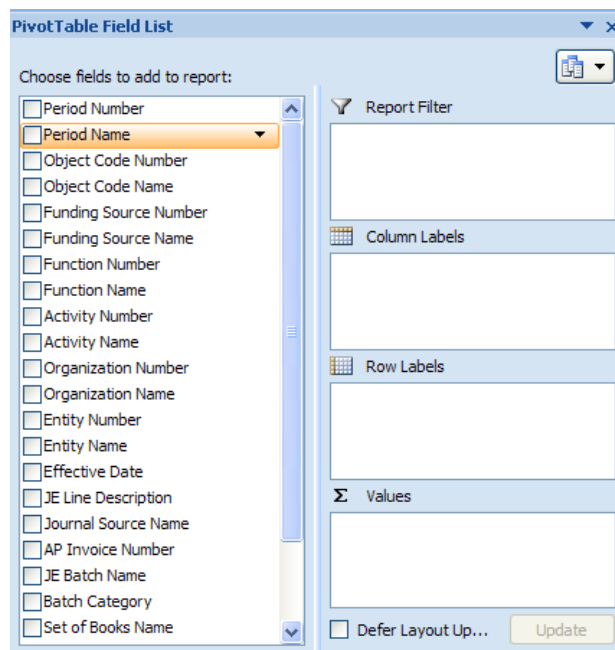 PivotTable Field List
Choose fields to add to report:
Period Number
Period Name
Object Code Number
Object Code Name
Funding Source Number
Funding Source Name
Function Number
Function Name
Activity Number
Activity Name
Organization Number
Organization Name
Entity Number
Entity Name
Effective Date
JE Line Description
Journal Source Name
AP Invoice Number
JE Batch Name
Batch Category
Set of Books Name
Report Filter
Column Labels
Row Labels
Σ Values
Defer Layout Up...
Update